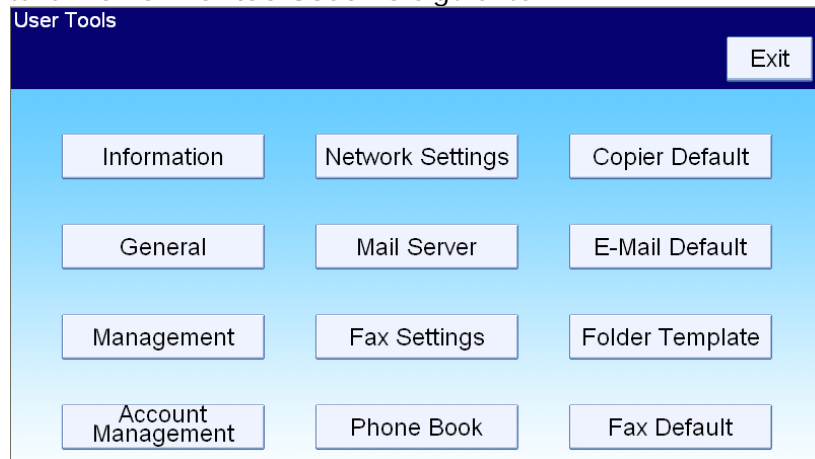 User Tools
Exit
Information
Network Settings
Copier Default
General
Mail Server
E-Mail Default
Management
Fax Settings
Folder Template
Account
Management
Phone Book
Fax Default